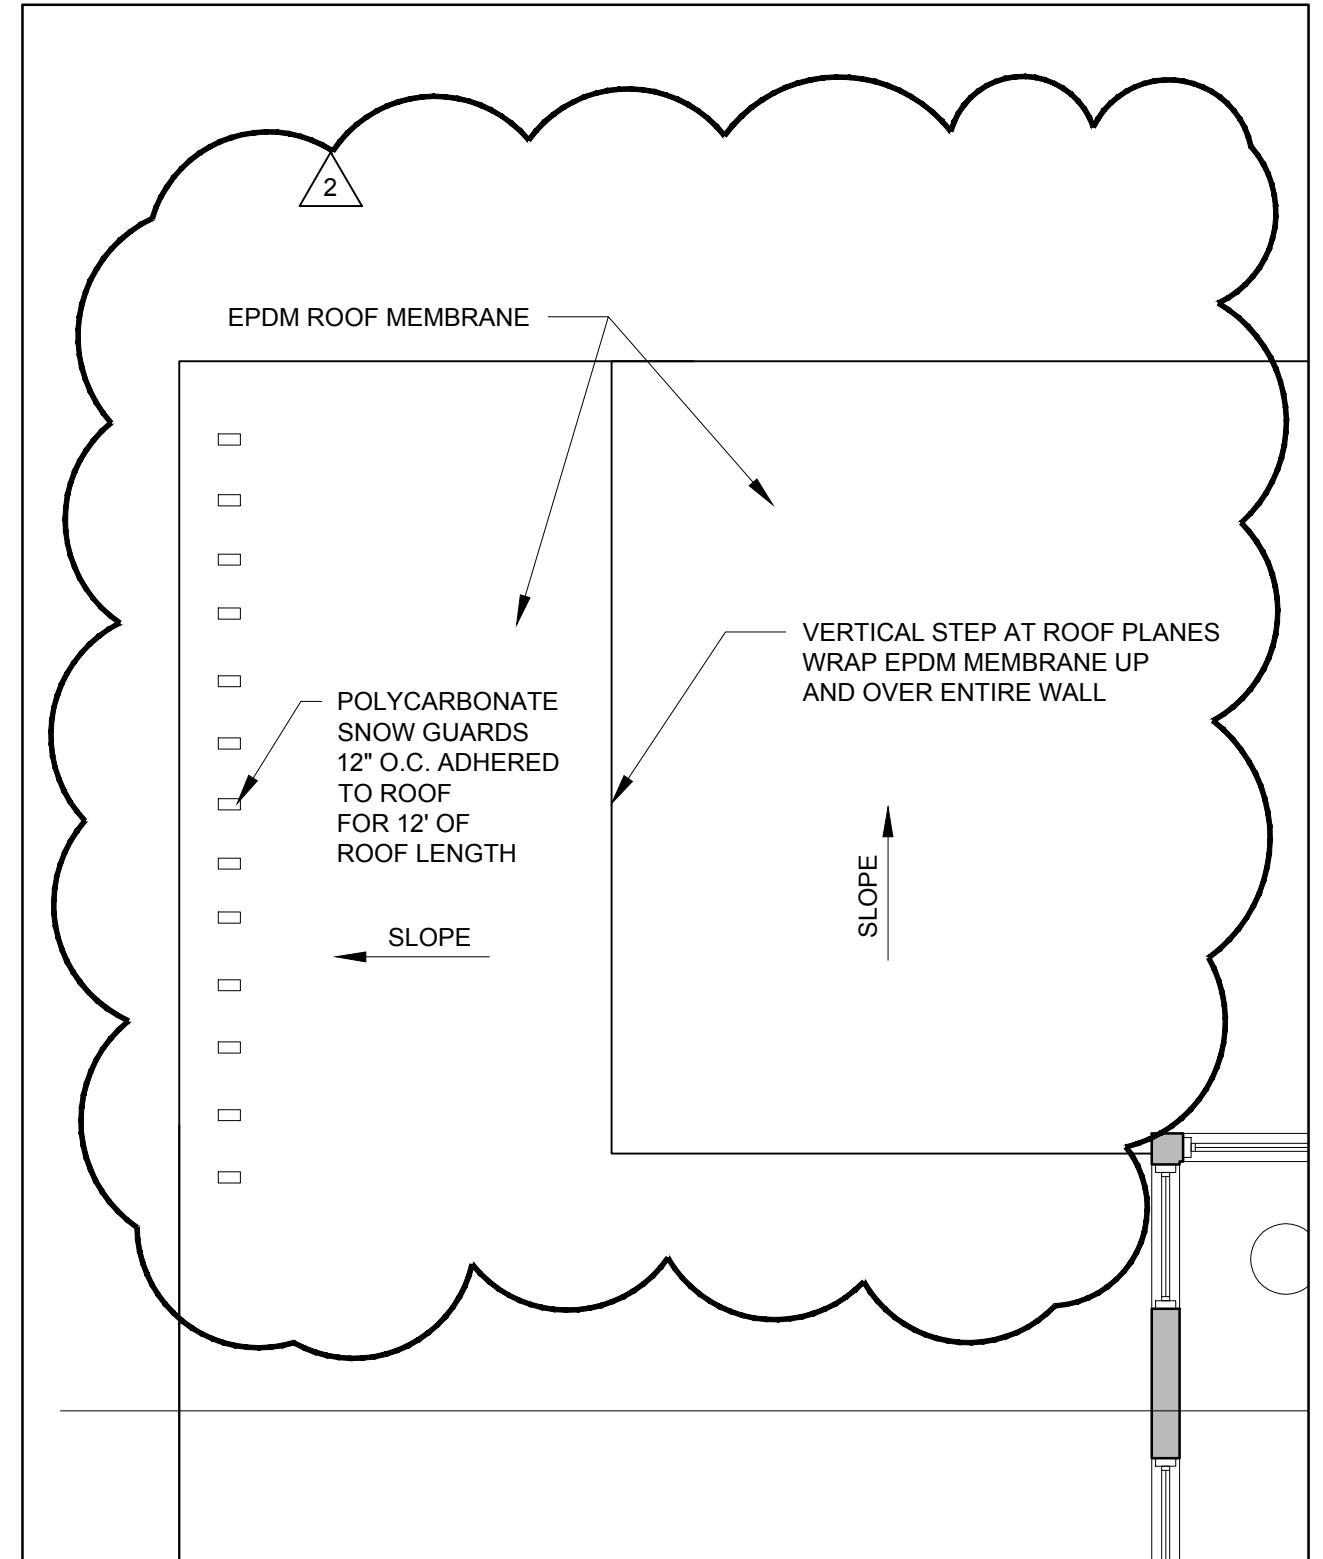 2
EPDM ROOF MEMBRANE
VERTICAL STEP AT ROOF PLANES
WRAP EPDM MEMBRANE UP
AND OVER ENTIRE WALL
POLYCARBONATE
SNOW GUARDS
12" O.C. ADHERED
TO ROOF
FOR 12' OF
ROOF LENGTH
SLOPE
SLOPE